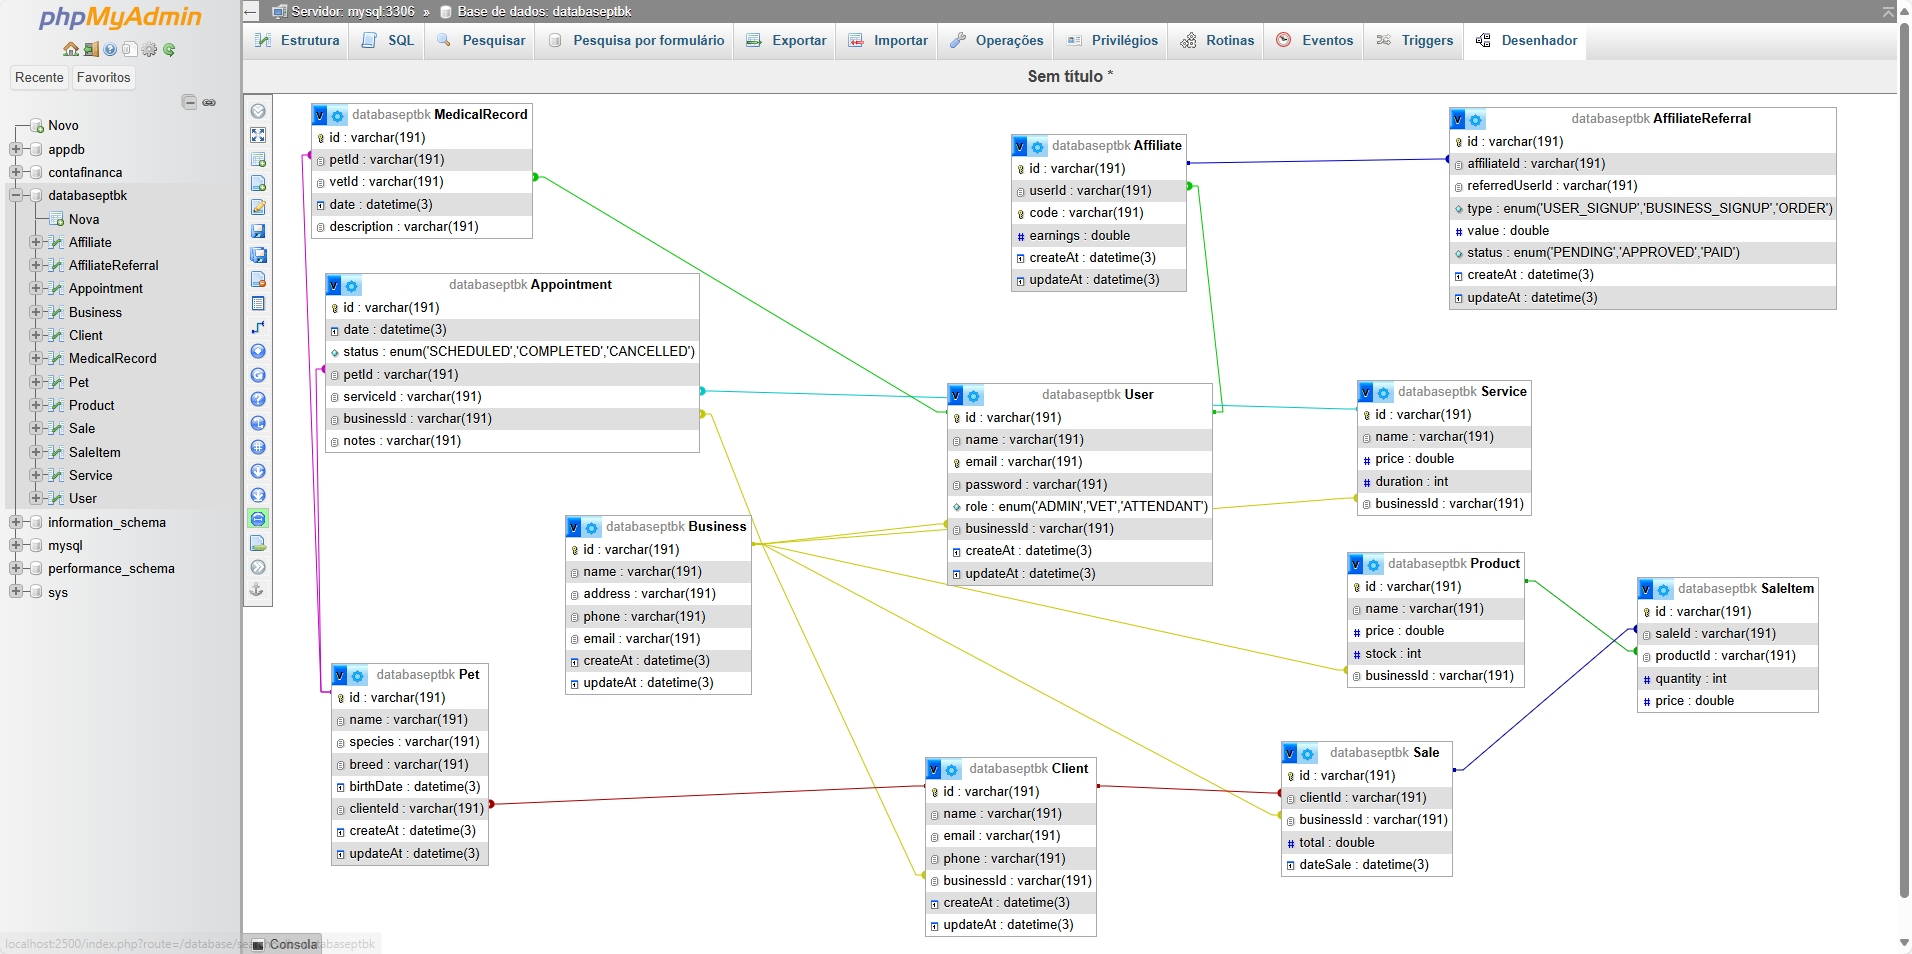 phpMyAdmin
Recente Favoritos
Novo
appdb
contafinanca
databaseptbk
Nova
Affiliate
AffiliateReferral
Appointment
Business
Client
MedicalRecord
Pet
Product
Sale
SaleItem
Service
User
information_schema
mysql
performance_schema
sys
Servidor: mysql:3306 » Base de dados: databaseptbk
Estrutura SQL Pesquisar Pesquisa por formulário Exportar Importar Operações Privilégios Rotinas Eventos Triggers Desenhador
Sem título *
databaseptbk MedicalRecord
id : varchar(191)
petId : varchar(191)
vetId : varchar(191)
date : datetime(3)
description : varchar(191)
databaseptbk Affiliate
id : varchar(191)
userId : varchar(191)
code : varchar(191)
earnings : double
createAt : datetime(3)
updateAt : datetime(3)
databaseptbk AffiliateReferral
id : varchar(191)
affiliateId : varchar(191)
referredUserId : varchar(191)
type : enum('USER_SIGNUP','BUSINESS_SIGNUP','ORDER')
value : double
status : enum('PENDING','APPROVED','PAID')
createAt : datetime(3)
updateAt : datetime(3)
databaseptbk Appointment
id : varchar(191)
date : datetime(3)
status : enum('SCHEDULED','COMPLETED','CANCELLED')
petId : varchar(191)
serviceId : varchar(191)
businessId : varchar(191)
notes : varchar(191)
databaseptbk User
id : varchar(191)
name : varchar(191)
email : varchar(191)
password : varchar(191)
role : enum('ADMIN','VET','ATTENDANT')
businessId : varchar(191)
createAt : datetime(3)
updateAt : datetime(3)
databaseptbk Service
id : varchar(191)
name : varchar(191)
price : double
duration : int
businessId : varchar(191)
databaseptbk Business
id : varchar(191)
name : varchar(191)
address : varchar(191)
phone : varchar(191)
email : varchar(191)
createAt : datetime(3)
updateAt : datetime(3)
databaseptbk Product
id : varchar(191)
name : varchar(191)
price : double
stock : int
businessId : varchar(191)
databaseptbk SaleItem
id : varchar(191)
saleId : varchar(191)
productId : varchar(191)
quantity : int
price : double
databaseptbk Pet
id : varchar(191)
name : varchar(191)
species : varchar(191)
breed : varchar(191)
birthDate : datetime(3)
clienteId : varchar(191)
createAt : datetime(3)
updateAt : datetime(3)
databaseptbk Client
id : varchar(191)
name : varchar(191)
email : varchar(191)
phone : varchar(191)
businessId : varchar(191)
createAt : datetime(3)
updateAt : datetime(3)
databaseptbk Sale
id : varchar(191)
clientId : varchar(191)
businessId : varchar(191)
total : double
dateSale : datetime(3)
Consola